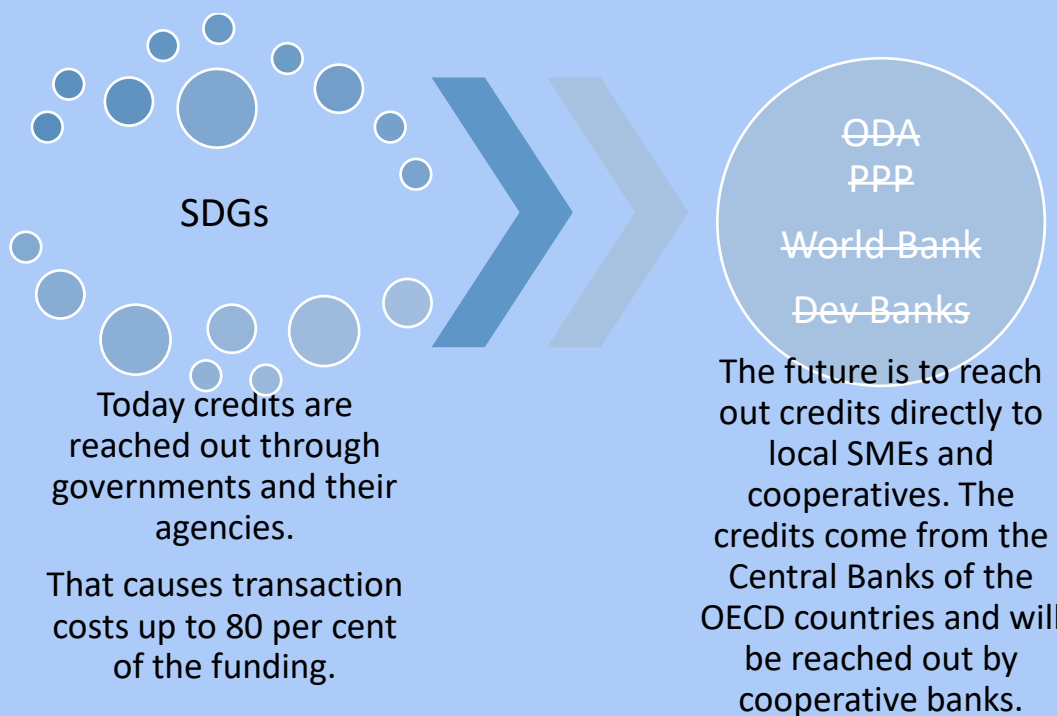 SDGs
Today credits are
reached out through
governments and their
agencies.
That causes transaction
costs up to 80 per cent
of the funding.
ODA
PPP
World Bank
Dev Banks
The future is to reach
out credits directly to
local SMEs and
cooperatives. The
credits come from the
Central Banks of the
OECD countries and will
be reached out by
cooperative banks.